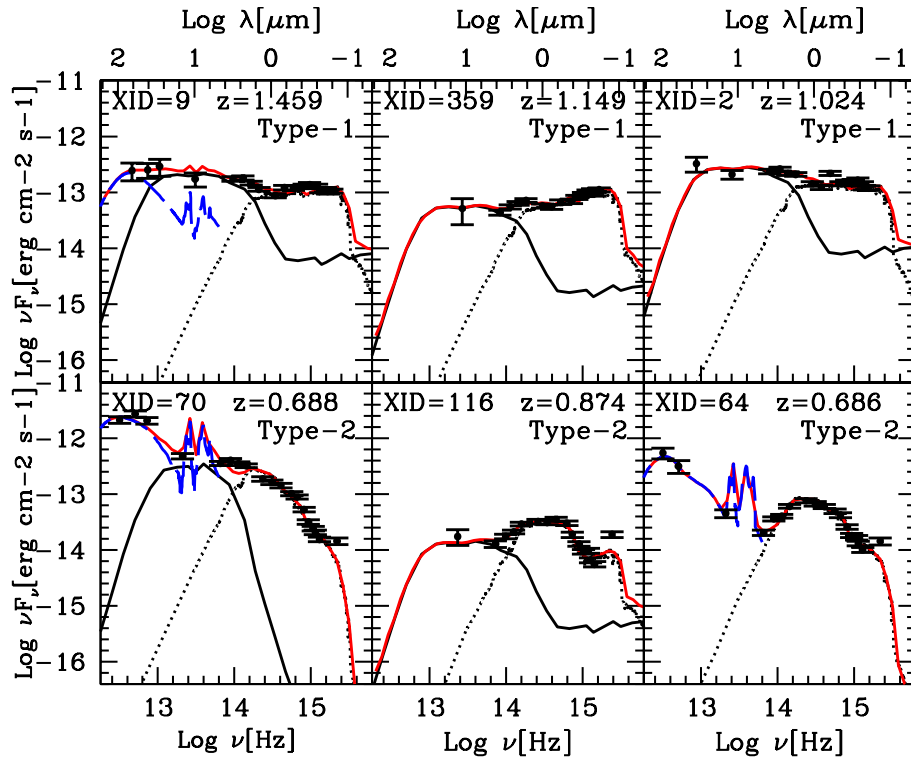 Log λ[μm] Log λ[μm] Log λ[μm]
2 1 0 −1 2 1 0 −1 2 1 0 −1
Log νFν[erg cm−2 s−1]
−11
−12
−13
−14
−15
−16
XID=9 z=1.459
Type−1
XID=359 z=1.149
Type−1
XID=2 z=1.024
Type−1
Log νFν[erg cm−2 s−1]
−11
−12
−13
−14
−15
−16
XID=70 z=0.688
Type−2
XID=116 z=0.874
Type−2
XID=64 z=0.686
Type−2
13 14 15 13 14 15 13 14 15
Log ν[Hz] Log ν[Hz] Log ν[Hz]